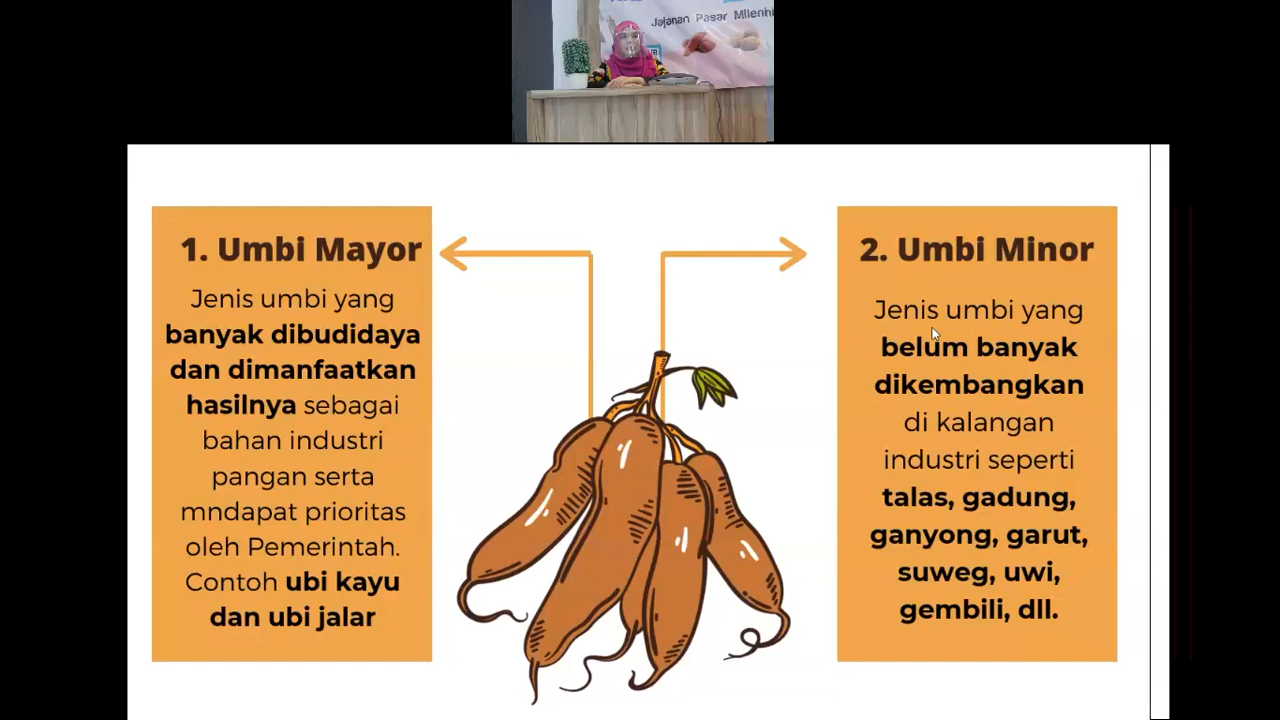 Jajanan Pasar Milenhi
1. Umbi Mayor
Jenis umbi yang
banyak dibudidaya
dan dimanfaatkan
hasilnya sebagai
bahan industri
pangan serta
mndapat prioritas
oleh Pemerintah.
Contoh ubi kayu
dan ubi jalar
2. Umbi Minor
Jenis umbi yang
belum banyak
dikembangkan
di kalangan
industri seperti
talas, gadung,
ganyong, garut,
suweg, uwi,
gembili, dll.